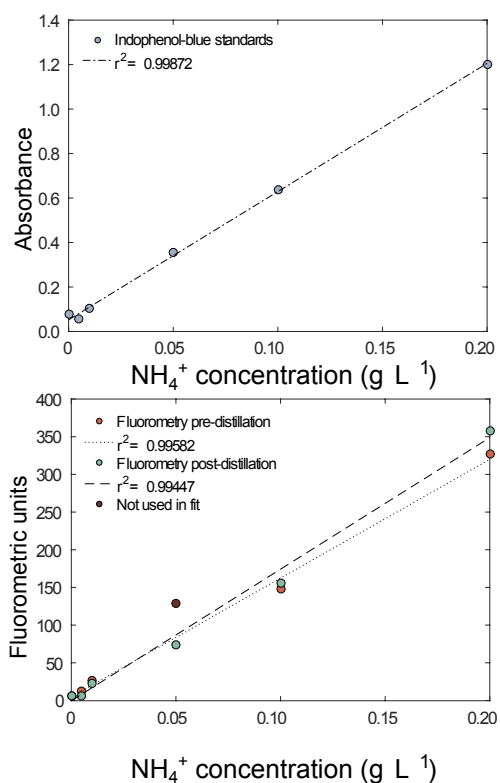 1.4
Indophenol-blue standards
r²= 0.99872
1.2
1.0
0.8
0.6
0.4
0.2
0.0
Absorbance
0 0.05 0.10 0.15 0.20
NH₄⁺ concentration (g L ¹)
400
Fluorometry pre-distillation
350
r²= 0.99582
Fluorometry post-distillation
300
r²= 0.99447
250
Not used in fit
200
150
100
50
0
Fluorometric units
0 0.05 0.10 0.15 0.20
NH₄⁺ concentration (g L ¹)